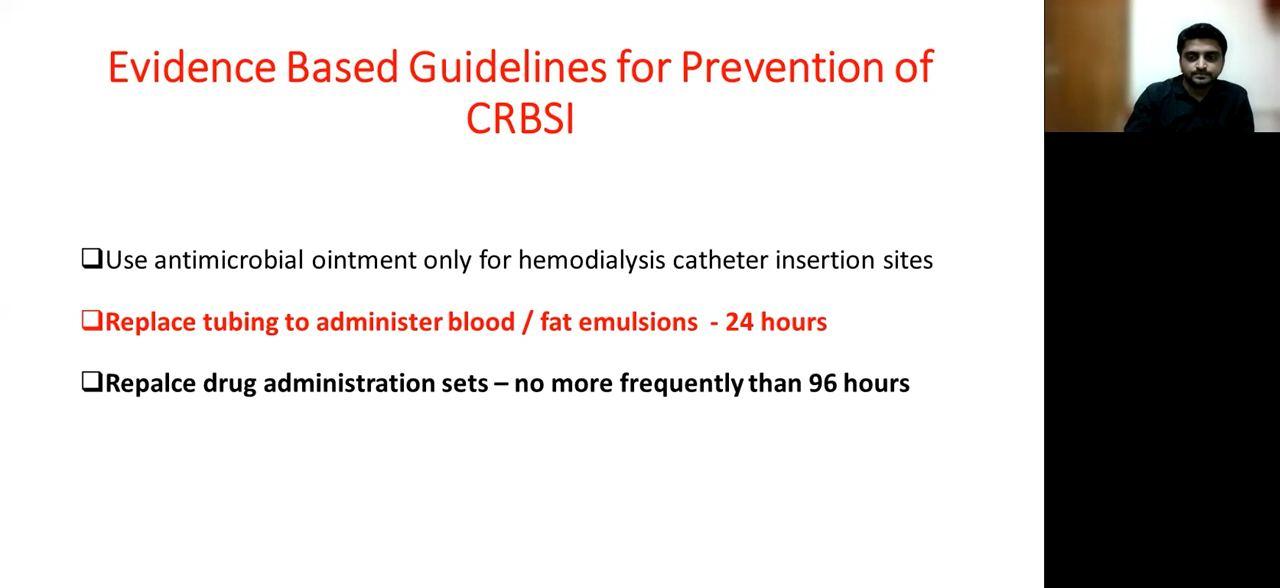 Evidence Based Guidelines for Prevention of
CRBSI
❑Use antimicrobial ointment only for hemodialysis catheter insertion sites
❑Replace tubing to administer blood / fat emulsions - 24 hours
❑Repalce drug administration sets – no more frequently than 96 hours